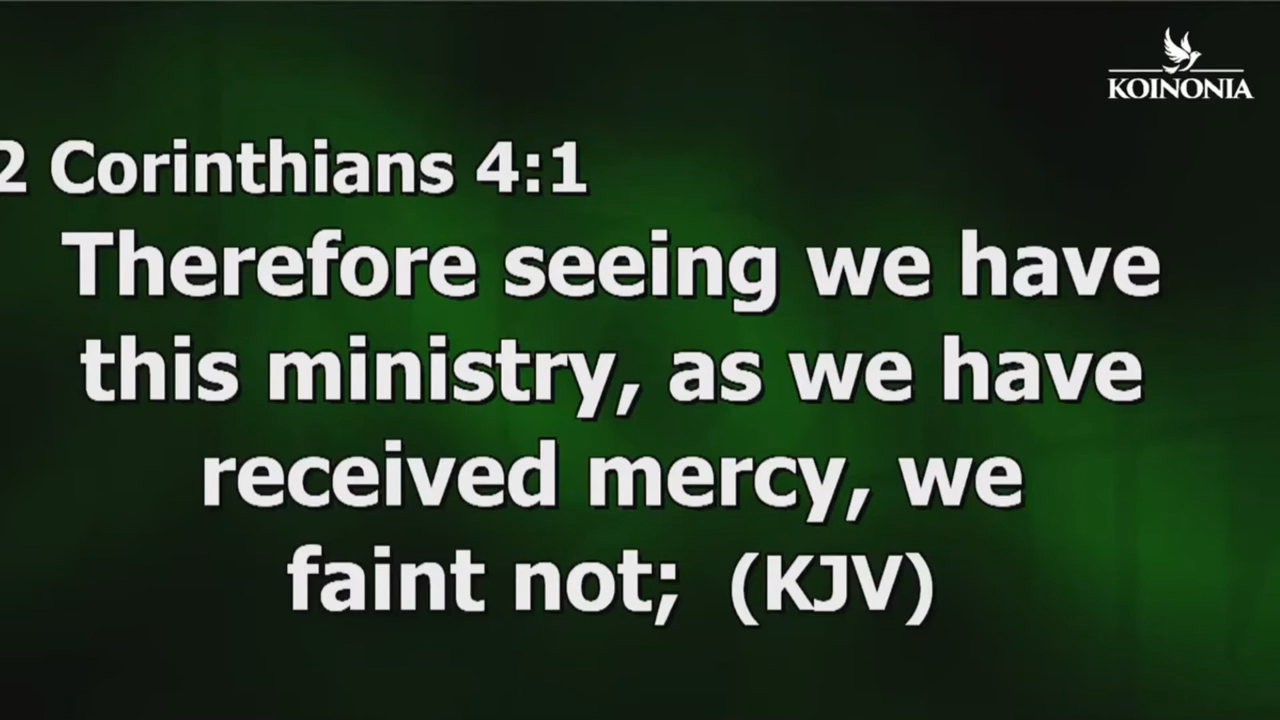 KOINONIA
2 Corinthians 4:1
Therefore seeing we have
this ministry, as we have
received mercy, we
faint not; (KJV)